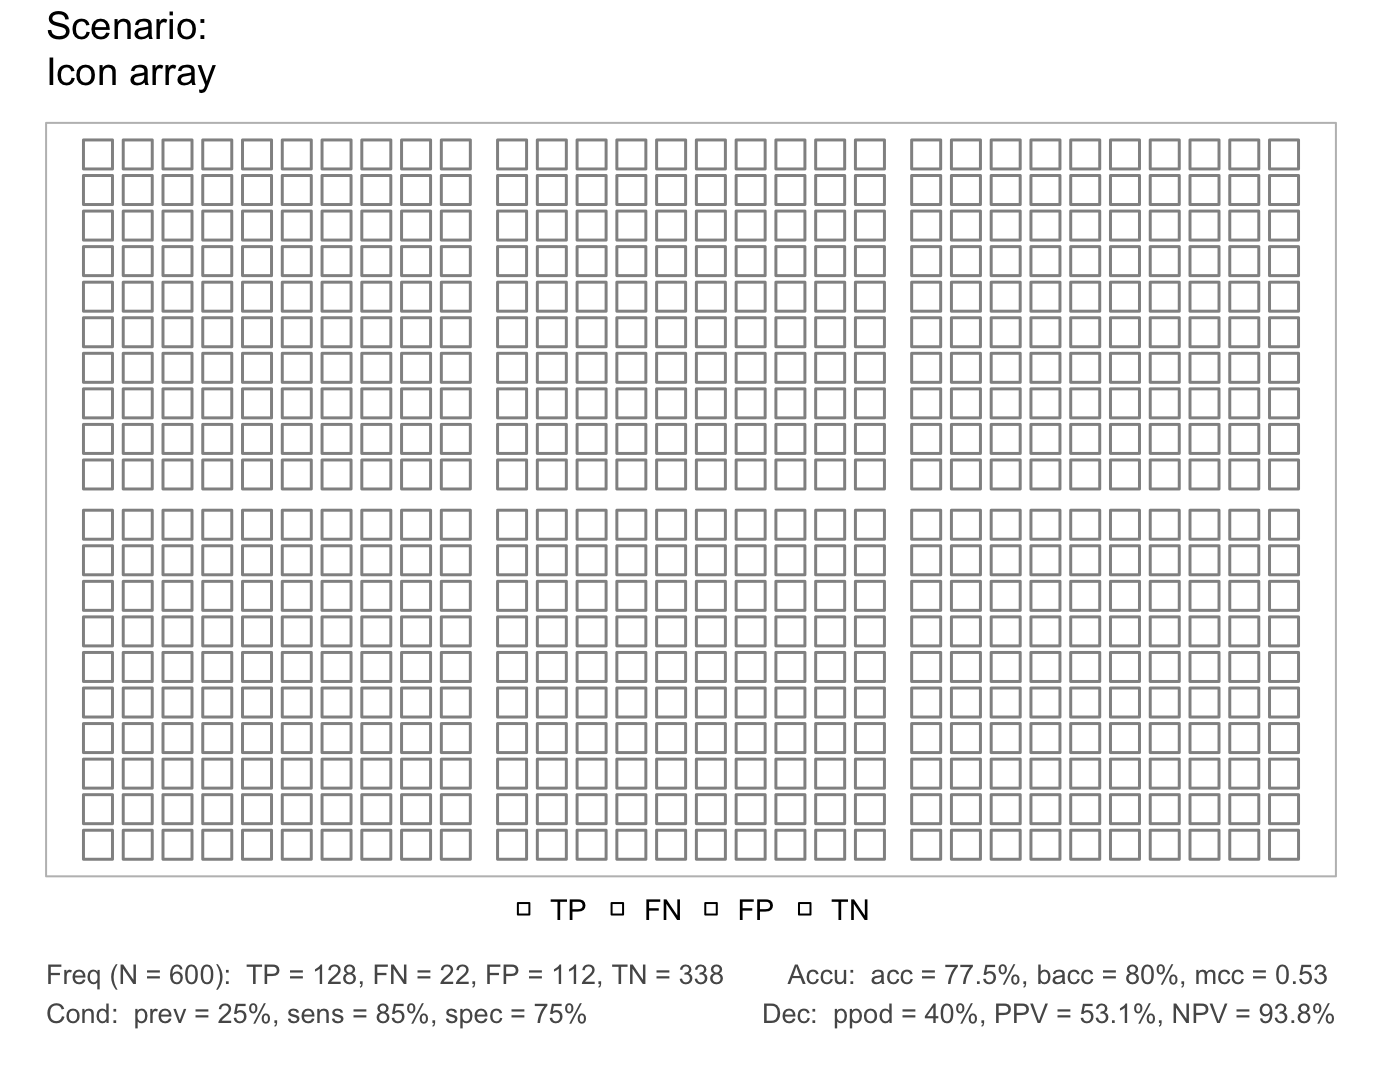 Scenario:
Icon array
TP FN FP TN
Freq (N = 600): TP = 128, FN = 22, FP = 112, TN = 338
Accu: acc = 77.5%, bacc = 80%, mcc = 0.53
Cond: prev = 25%, sens = 85%, spec = 75%
Dec: ppod = 40%, PPV = 53.1%, NPV = 93.8%